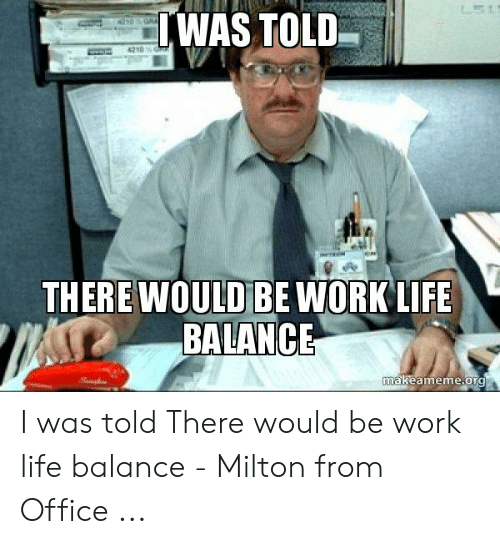 4210
I WAS TOLD
THERE WOULD BE WORK LIFE
BALANCE
makeameme.org
I was told There would be work
life balance - Milton from
Office ...